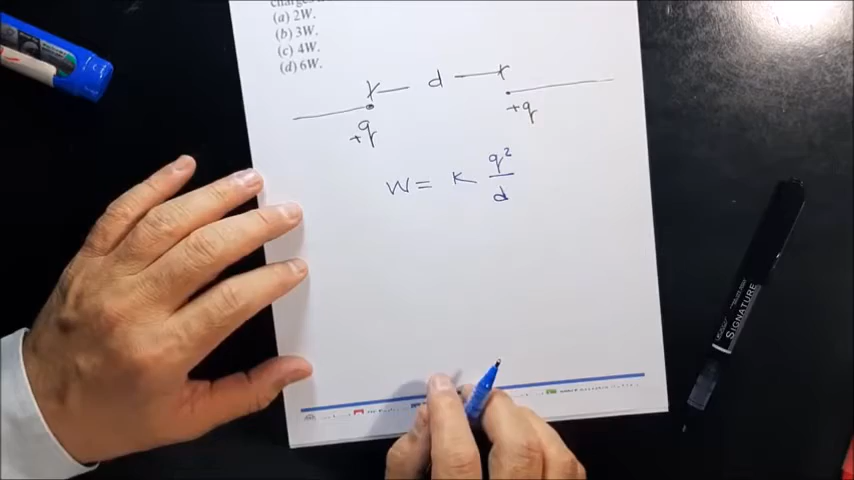 (a) 2W.
(b) 3W.
(c) 4W.
(d) 6W.
d
+q
+q
W = K q²/d
SIGNATURE